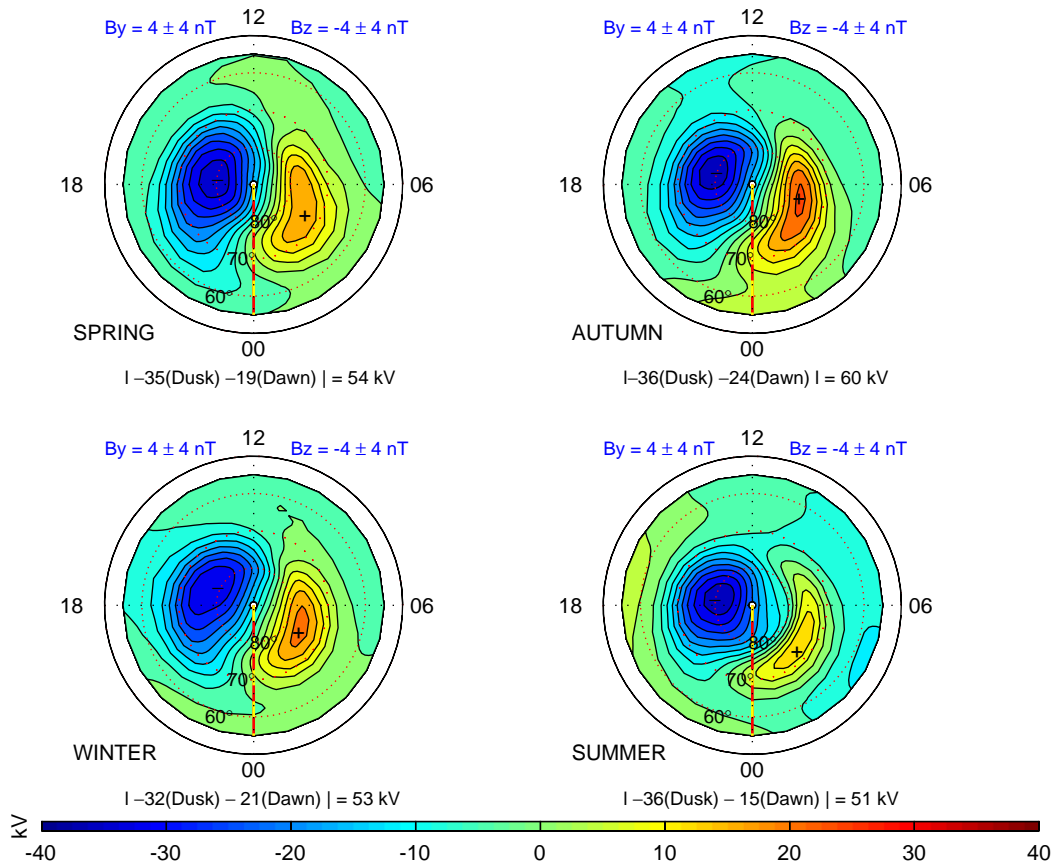 12 12
By = 4 ± 4 nT Bz = -4 ± 4 nT By = 4 ± 4 nT Bz = -4 ± 4 nT
18 06 18 06
80° 80°
70° 70°
60° 60°
SPRING AUTUMN
00 00
I –35(Dusk) –19(Dawn) | = 54 kV I–36(Dusk) –24(Dawn) I = 60 kV
12 12
By = 4 ± 4 nT Bz = -4 ± 4 nT By = 4 ± 4 nT Bz = -4 ± 4 nT
18 06 18 06
80° 80°
70° 70°
60° 60°
WINTER SUMMER
00 00
I –32(Dusk) – 21(Dawn) | = 53 kV I –36(Dusk) – 15(Dawn) | = 51 kV
kV
-40 -30 -20 -10 0 10 20 30 40